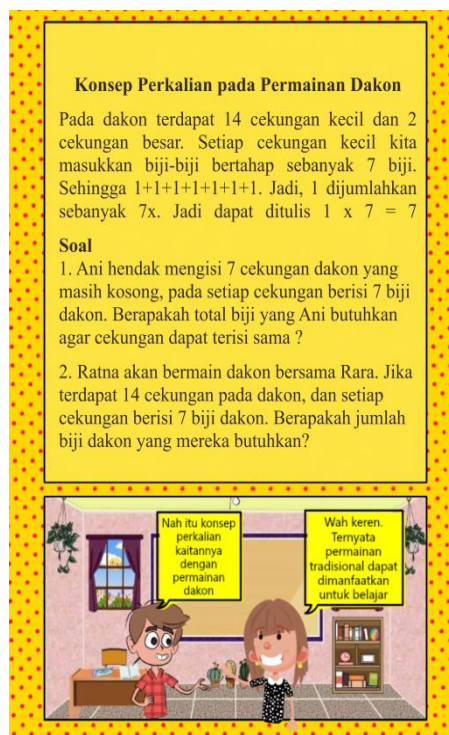 Konsep Perkalian pada Permainan Dakon
Pada dakon terdapat 14 cekungan kecil dan 2
cekungan besar. Setiap cekungan kecil kita
masukkan biji-biji bertahap sebanyak 7 biji.
Sehingga 1+1+1+1+1+1+1. Jadi, 1 dijumlahkan
sebanyak 7x. Jadi dapat ditulis 1 x 7 = 7
Soal
1. Ani hendak mengisi 7 cekungan dakon yang
masih kosong, pada setiap cekungan berisi 7 biji
dakon. Berapakah total biji yang Ani butuhkan
agar cekungan dapat terisi sama ?
2. Ratna akan bermain dakon bersama Rara. Jika
terdapat 14 cekungan pada dakon, dan setiap
cekungan berisi 7 biji dakon. Berapakah jumlah
biji dakon yang mereka butuhkan?
Nah itu konsep
perkalian
kaitannya
dengan
permainan
dakon
Wah keren.
Ternyata
permainan
tradisional dapat
dimanfaatkan
untuk belajar